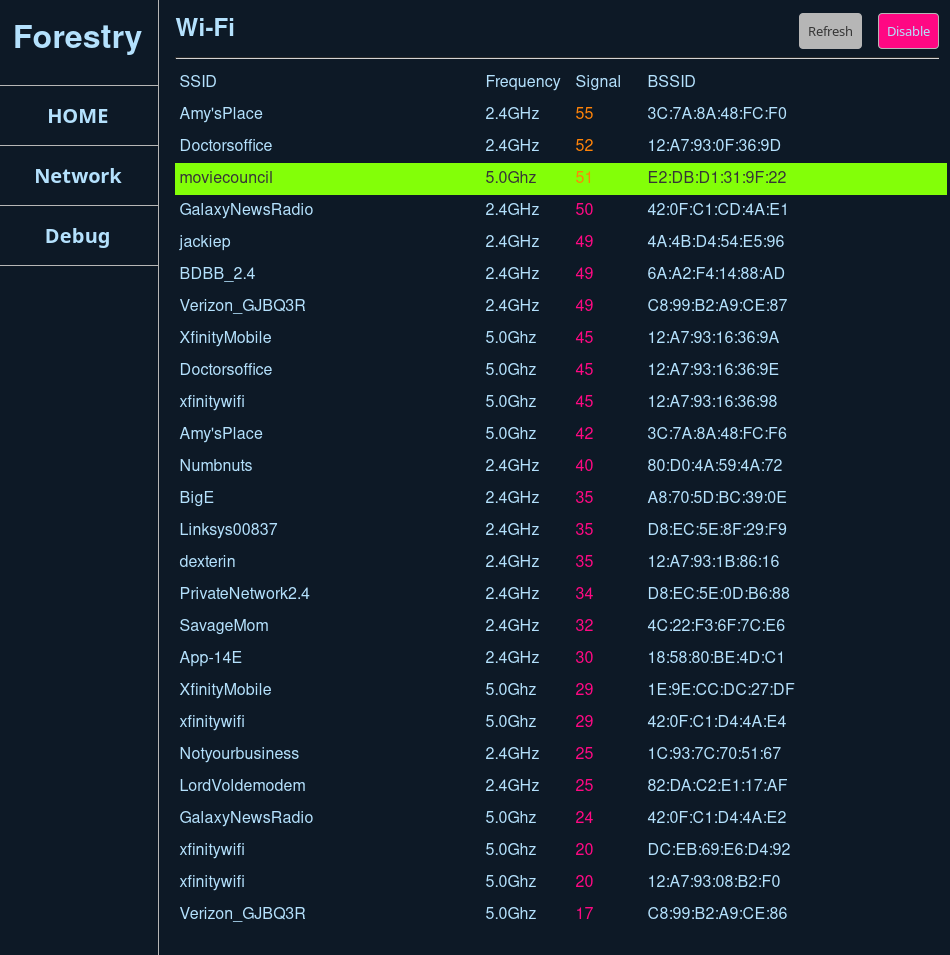 Forestry
HOME
Network
Debug
Wi-Fi
Refresh Disable
SSID Frequency Signal BSSID
Amy'sPlace 2.4GHz 55 3C:7A:8A:48:FC:F0
Doctorsoffice 2.4GHz 52 12:A7:93:0F:36:9D
moviecouncil 5.0Ghz 51 E2:DB:D1:31:9F:22
GalaxyNewsRadio 2.4GHz 50 42:0F:C1:CD:4A:E1
jackiep 2.4GHz 49 4A:4B:D4:54:E5:96
BDBB_2.4 2.4GHz 49 6A:A2:F4:14:88:AD
Verizon_GJBQ3R 2.4GHz 49 C8:99:B2:A9:CE:87
XfinityMobile 5.0Ghz 45 12:A7:93:16:36:9A
Doctorsoffice 5.0Ghz 45 12:A7:93:16:36:9E
xfinitywifi 5.0Ghz 45 12:A7:93:16:36:98
Amy'sPlace 5.0Ghz 42 3C:7A:8A:48:FC:F6
Numbnuts 2.4GHz 40 80:D0:4A:59:4A:72
BigE 2.4GHz 35 A8:70:5D:BC:39:0E
Linksys00837 2.4GHz 35 D8:EC:5E:8F:29:F9
dexterin 2.4GHz 35 12:A7:93:1B:86:16
PrivateNetwork2.4 2.4GHz 34 D8:EC:5E:0D:B6:88
SavageMom 2.4GHz 32 4C:22:F3:6F:7C:E6
App-14E 2.4GHz 30 18:58:80:BE:4D:C1
XfinityMobile 5.0Ghz 29 1E:9E:CC:DC:27:DF
xfinitywifi 5.0Ghz 29 42:0F:C1:D4:4A:E4
Notyourbusiness 2.4GHz 25 1C:93:7C:70:51:67
LordVoldemodem 2.4GHz 25 82:DA:C2:E1:17:AF
GalaxyNewsRadio 5.0Ghz 24 42:0F:C1:D4:4A:E2
xfinitywifi 5.0Ghz 20 DC:EB:69:E6:D4:92
xfinitywifi 5.0Ghz 20 12:A7:93:08:B2:F0
Verizon_GJBQ3R 5.0Ghz 17 C8:99:B2:A9:CE:86